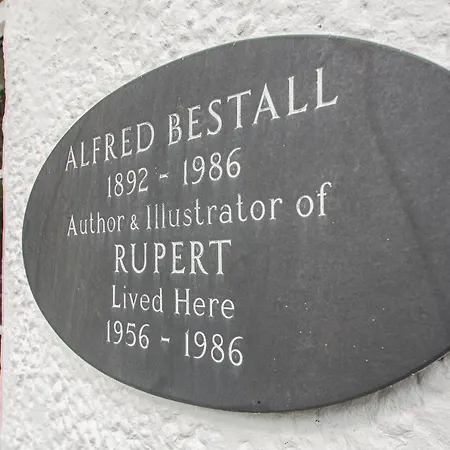 ALFRED BESTALL
1892 - 1986
Author & Illustrator of
RUPERT
Lived Here
1956 - 1986